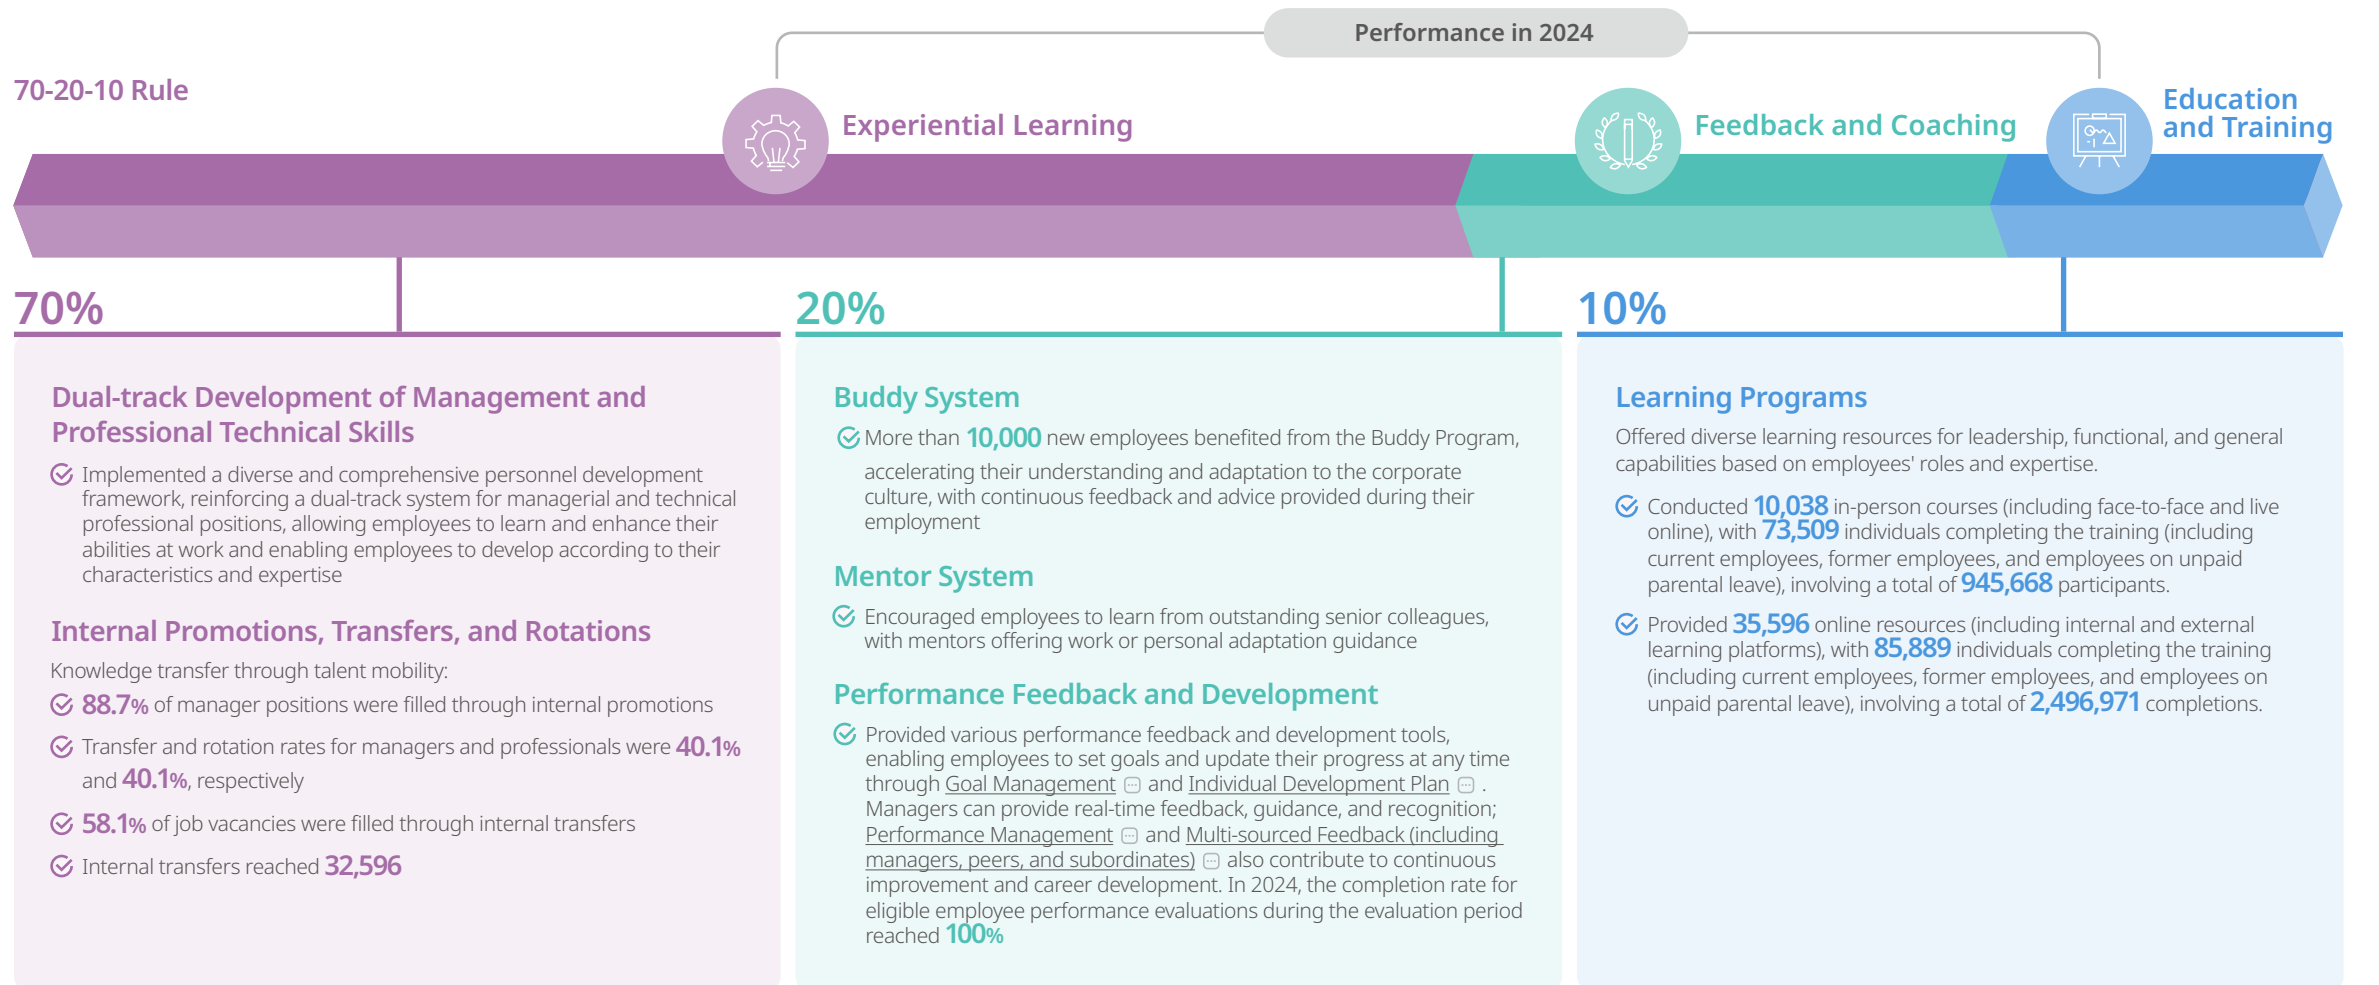 Performance in 2024
70-20-10 Rule
Experiential Learning
Feedback and Coaching
Education
and Training
70%
Dual-track Development of Management and
Professional Technical Skills
Implemented a diverse and comprehensive personnel development
framework, reinforcing a dual-track system for managerial and technical
professional positions, allowing employees to learn and enhance their
abilities at work and enabling employees to develop according to their
characteristics and expertise
Internal Promotions, Transfers, and Rotations
Knowledge transfer through talent mobility:
88.7% of manager positions were filled through internal promotions
Transfer and rotation rates for managers and professionals were 40.1%
and 40.1%, respectively
58.1% of job vacancies were filled through internal transfers
Internal transfers reached 32,596
20%
Buddy System
More than 10,000 new employees benefited from the Buddy Program,
accelerating their understanding and adaptation to the corporate
culture, with continuous feedback and advice provided during their
employment
Mentor System
Encouraged employees to learn from outstanding senior colleagues,
with mentors offering work or personal adaptation guidance
Performance Feedback and Development
Provided various performance feedback and development tools,
enabling employees to set goals and update their progress at any time
through Goal Management and Individual Development Plan .
Managers can provide real-time feedback, guidance, and recognition;
Performance Management and Multi-sourced Feedback (including
managers, peers, and subordinates) also contribute to continuous
improvement and career development. In 2024, the completion rate for
eligible employee performance evaluations during the evaluation period
reached 100%
10%
Learning Programs
Offered diverse learning resources for leadership, functional, and general
capabilities based on employees' roles and expertise.
Conducted 10,038 in-person courses (including face-to-face and live
online), with 73,509 individuals completing the training (including
current employees, former employees, and employees on unpaid
parental leave), involving a total of 945,668 participants.
Provided 35,596 online resources (including internal and external
learning platforms), with 85,889 individuals completing the training
(including current employees, former employees, and employees on
unpaid parental leave), involving a total of 2,496,971 completions.